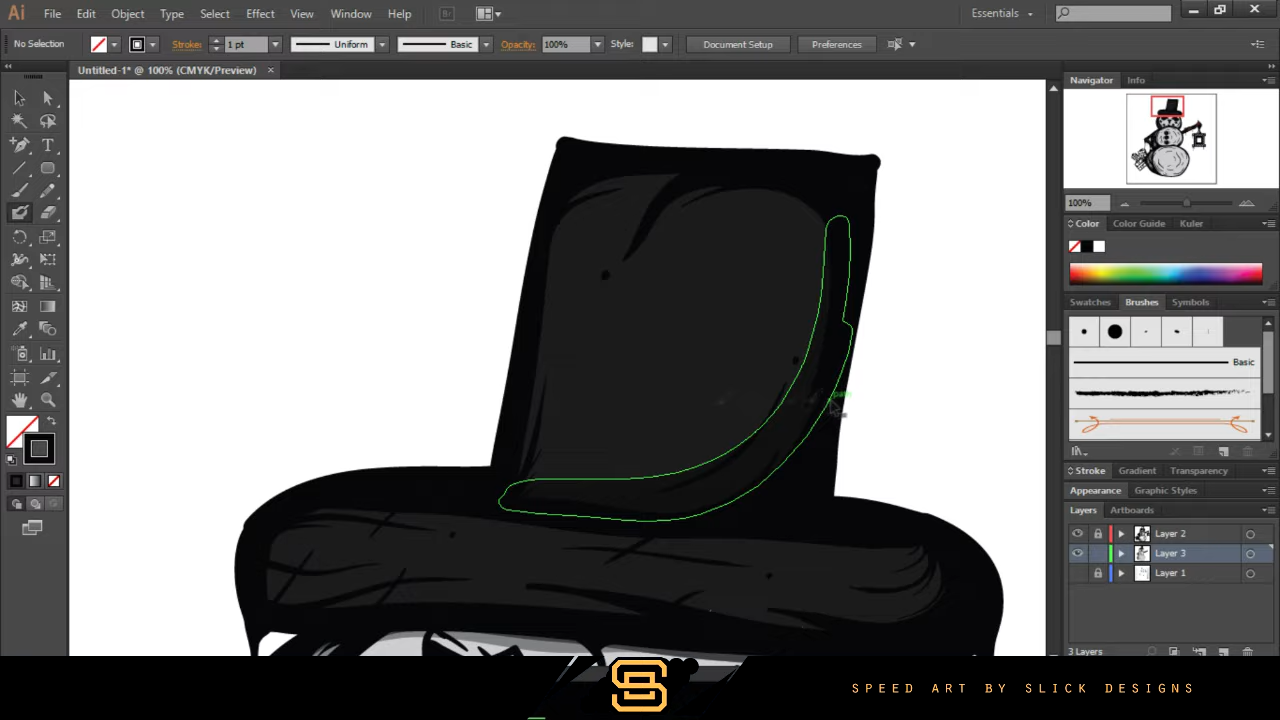 Ai File Edit Object Type Select Effect View Window Help Br Essentials
No Selection Stroke: 1 pt Uniform Basic Opacity: 100% Style: Document Setup Preferences
Untitled-1* @ 100% (CMYK/Preview)
Navigator Info
100%
Color Color Guide Kuler
Swatches Brushes Symbols
Basic
Stroke Gradient Transparency
Appearance Graphic Styles
Layers Artboards
Layer 2
Layer 3
Layer 1
3 Layers
SPEED ART BY SLICK DESIGNS